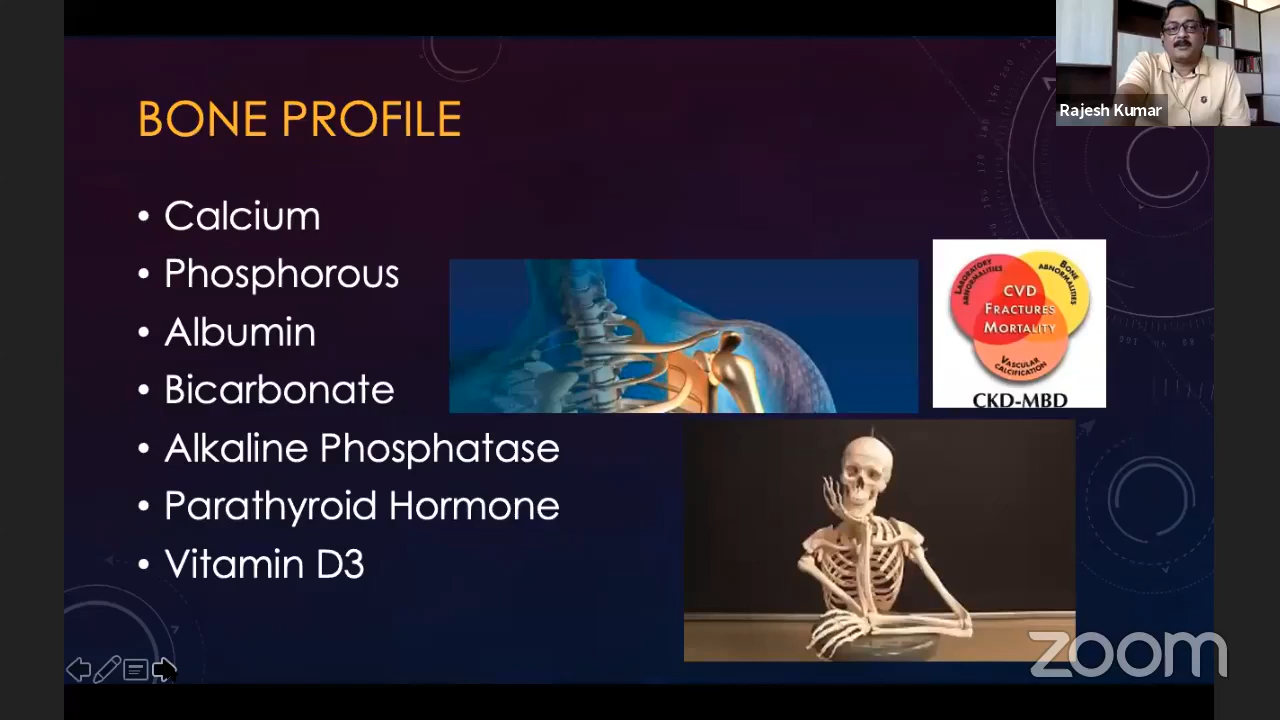 BONE PROFILE
Rajesh Kumar
• Calcium
• Phosphorous
• Albumin
• Bicarbonate
• Alkaline Phosphatase
• Parathyroid Hormone
• Vitamin D3
LABORATORY
ABNORMALITIES
BONE
ABNORMALITIES
CVD
FRACTURES
MORTALITY
VASCULAR
CALCIFICATION
CKD-MBD
zoom